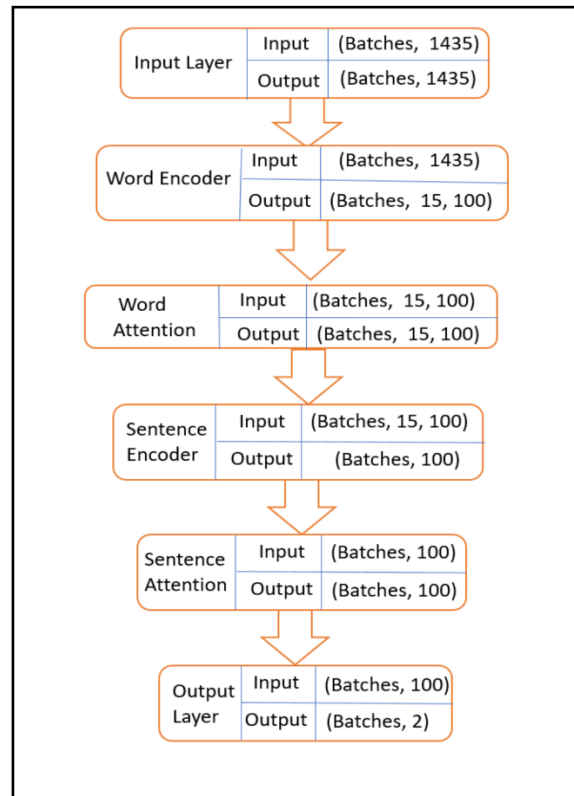 Input Layer
Input (Batches, 1435)
Output (Batches, 1435)
Word Encoder
Input (Batches, 1435)
Output (Batches, 15, 100)
Word
Attention
Input (Batches, 15, 100)
Output (Batches, 15, 100)
Sentence
Encoder
Input (Batches, 15, 100)
Output (Batches, 100)
Sentence
Attention
Input (Batches, 100)
Output (Batches, 100)
Output
Layer
Input (Batches, 100)
Output (Batches, 2)